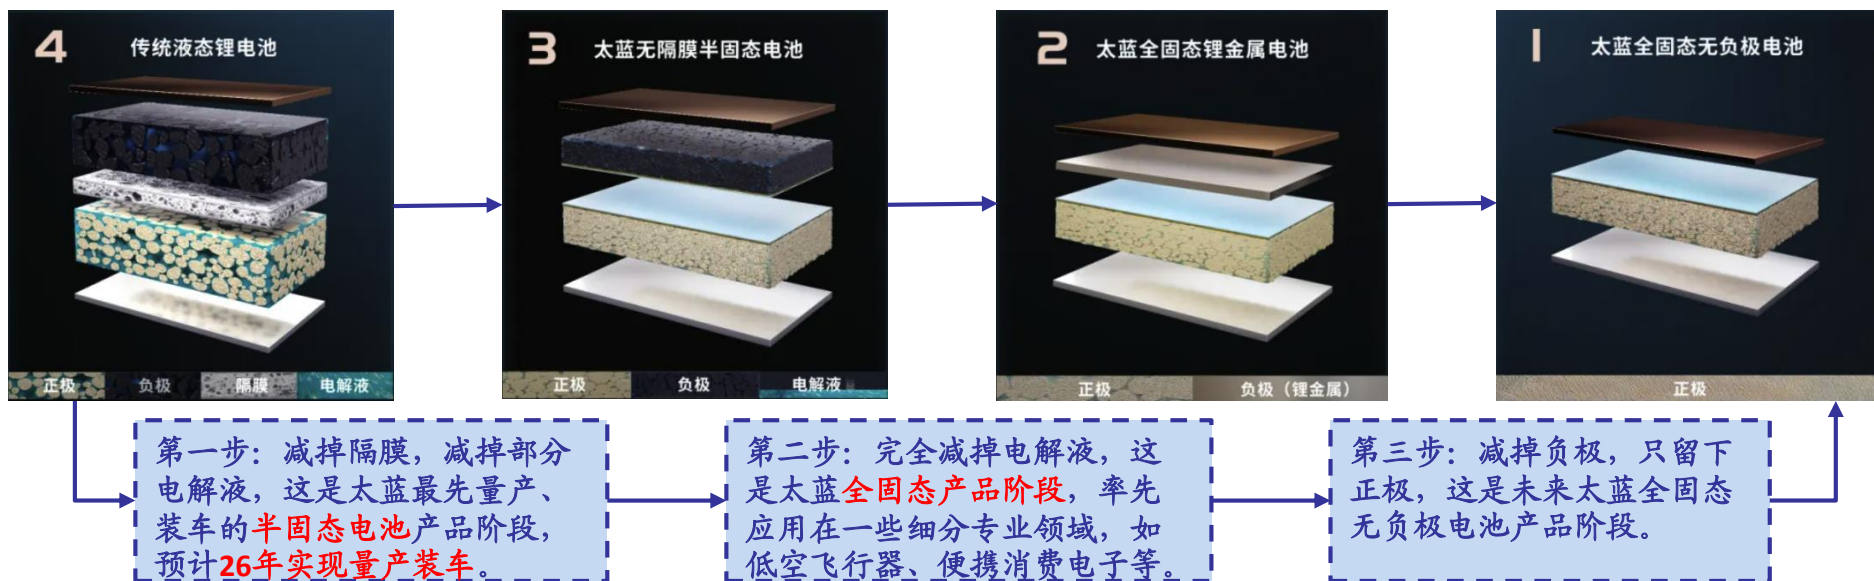 4 传统液态锂电池
正极 负极 隔膜 电解液
3 太蓝无隔膜半固态电池
正极 负极 电解液
2 太蓝全固态锂金属电池
正极 负极（锂金属）
1 太蓝全固态无负极电池
正极
第一步：减掉隔膜，减掉部分
电解液，这是太蓝最先量产、
装车的半固态电池产品阶段，
预计26年实现量产装车。
第二步：完全减掉电解液，这
是太蓝全固态产品阶段，率先
应用在一些细分专业领域，如
低空飞行器、便携消费电子等。
第三步：减掉负极，只留下
正极，这是未来太蓝全固态
无负极电池产品阶段。